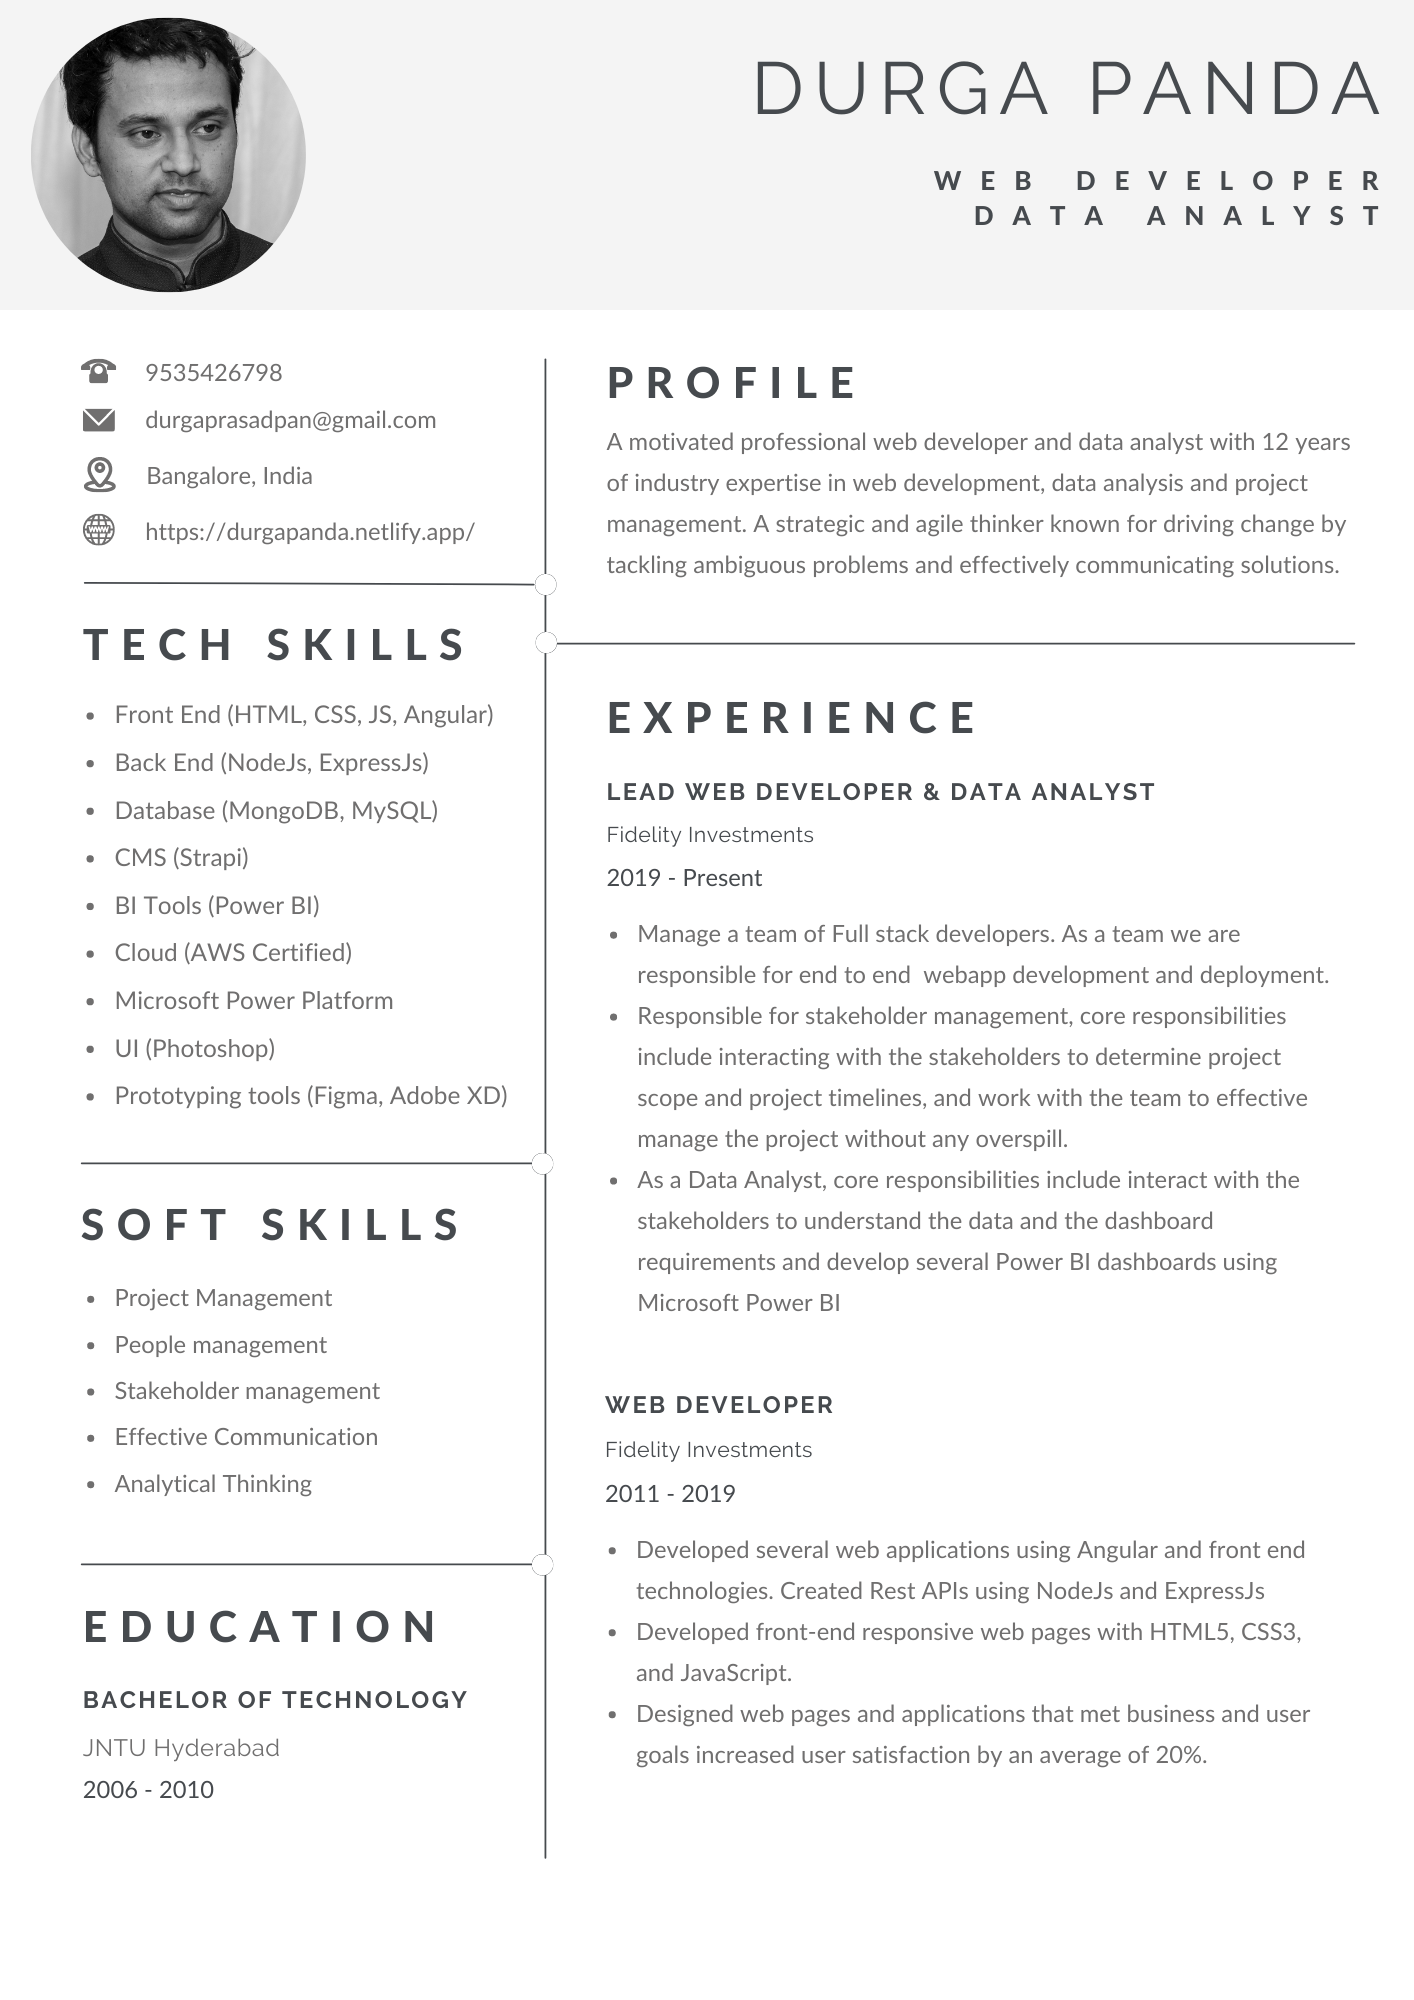 DURGA PANDA
WEB DEVELOPER
DATA ANALYST
9535426798
durgaprasadpan@gmail.com
Bangalore, India
https://durgapanda.netlify.app/
TECH SKILLS
• Front End (HTML, CSS, JS, Angular)
• Back End (NodeJs, ExpressJs)
• Database (MongoDB, MySQL)
• CMS (Strapi)
• BI Tools (Power BI)
• Cloud (AWS Certified)
• Microsoft Power Platform
• UI (Photoshop)
• Prototyping tools (Figma, Adobe XD)
SOFT SKILLS
• Project Management
• People management
• Stakeholder management
• Effective Communication
• Analytical Thinking
EDUCATION
BACHELOR OF TECHNOLOGY
JNTU Hyderabad
2006 - 2010
PROFILE
A motivated professional web developer and data analyst with 12 years
of industry expertise in web development, data analysis and project
management. A strategic and agile thinker known for driving change by
tackling ambiguous problems and effectively communicating solutions.
EXPERIENCE
LEAD WEB DEVELOPER & DATA ANALYST
Fidelity Investments
2019 - Present
• Manage a team of Full stack developers. As a team we are
responsible for end to end  webapp development and deployment.
• Responsible for stakeholder management, core responsibilities
include interacting with the stakeholders to determine project
scope and project timelines, and work with the team to effective
manage the project without any overspill.
• As a Data Analyst, core responsibilities include interact with the
stakeholders to understand the data and the dashboard
requirements and develop several Power BI dashboards using
Microsoft Power BI
WEB DEVELOPER
Fidelity Investments
2011 - 2019
• Developed several web applications using Angular and front end
technologies. Created Rest APIs using NodeJs and ExpressJs
• Developed front-end responsive web pages with HTML5, CSS3,
and JavaScript.
• Designed web pages and applications that met business and user
goals increased user satisfaction by an average of 20%.